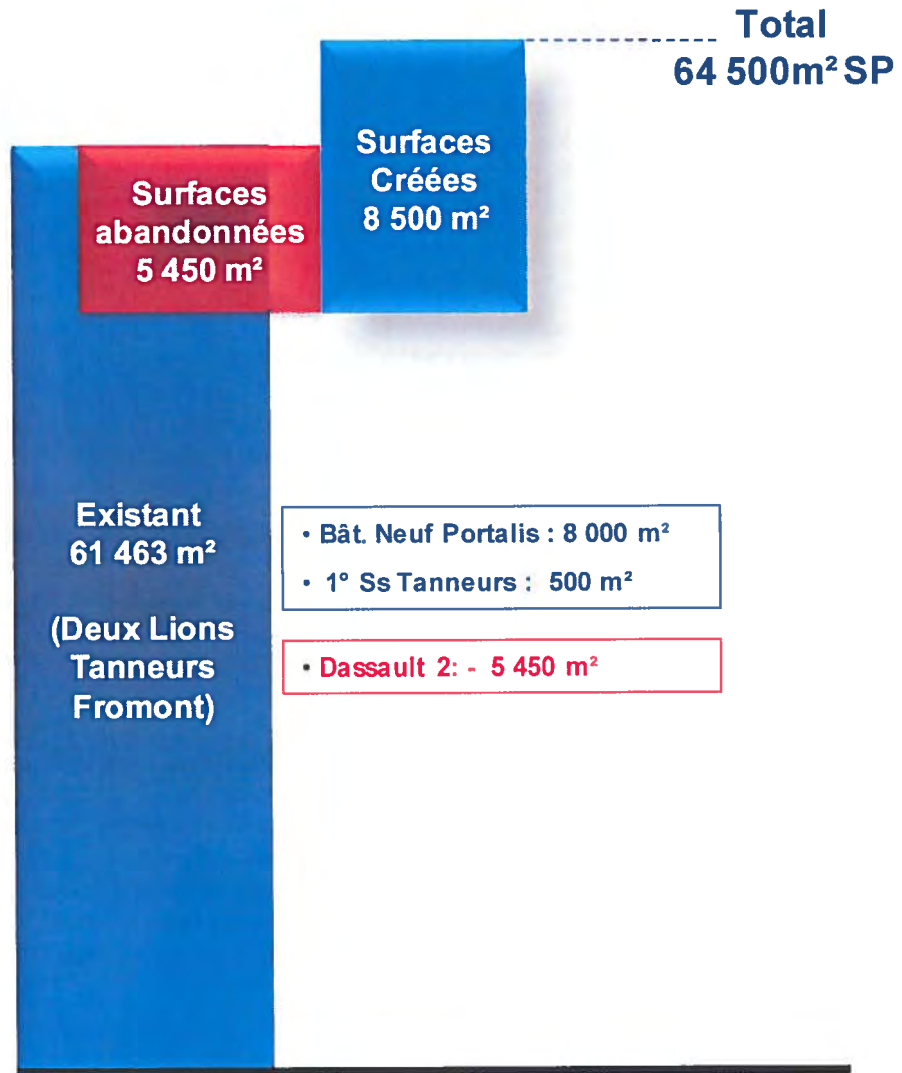 Total
64 500m² SP
Surfaces
Créées
8 500 m²
Surfaces
abandonnées
5 450 m²
Existant
61 463 m²
(Deux Lions
Tanneurs
Fromont)
• Bât. Neuf Portalis : 8 000 m²
• 1° Ss Tanneurs : 500 m²
• Dassault 2: - 5 450 m²